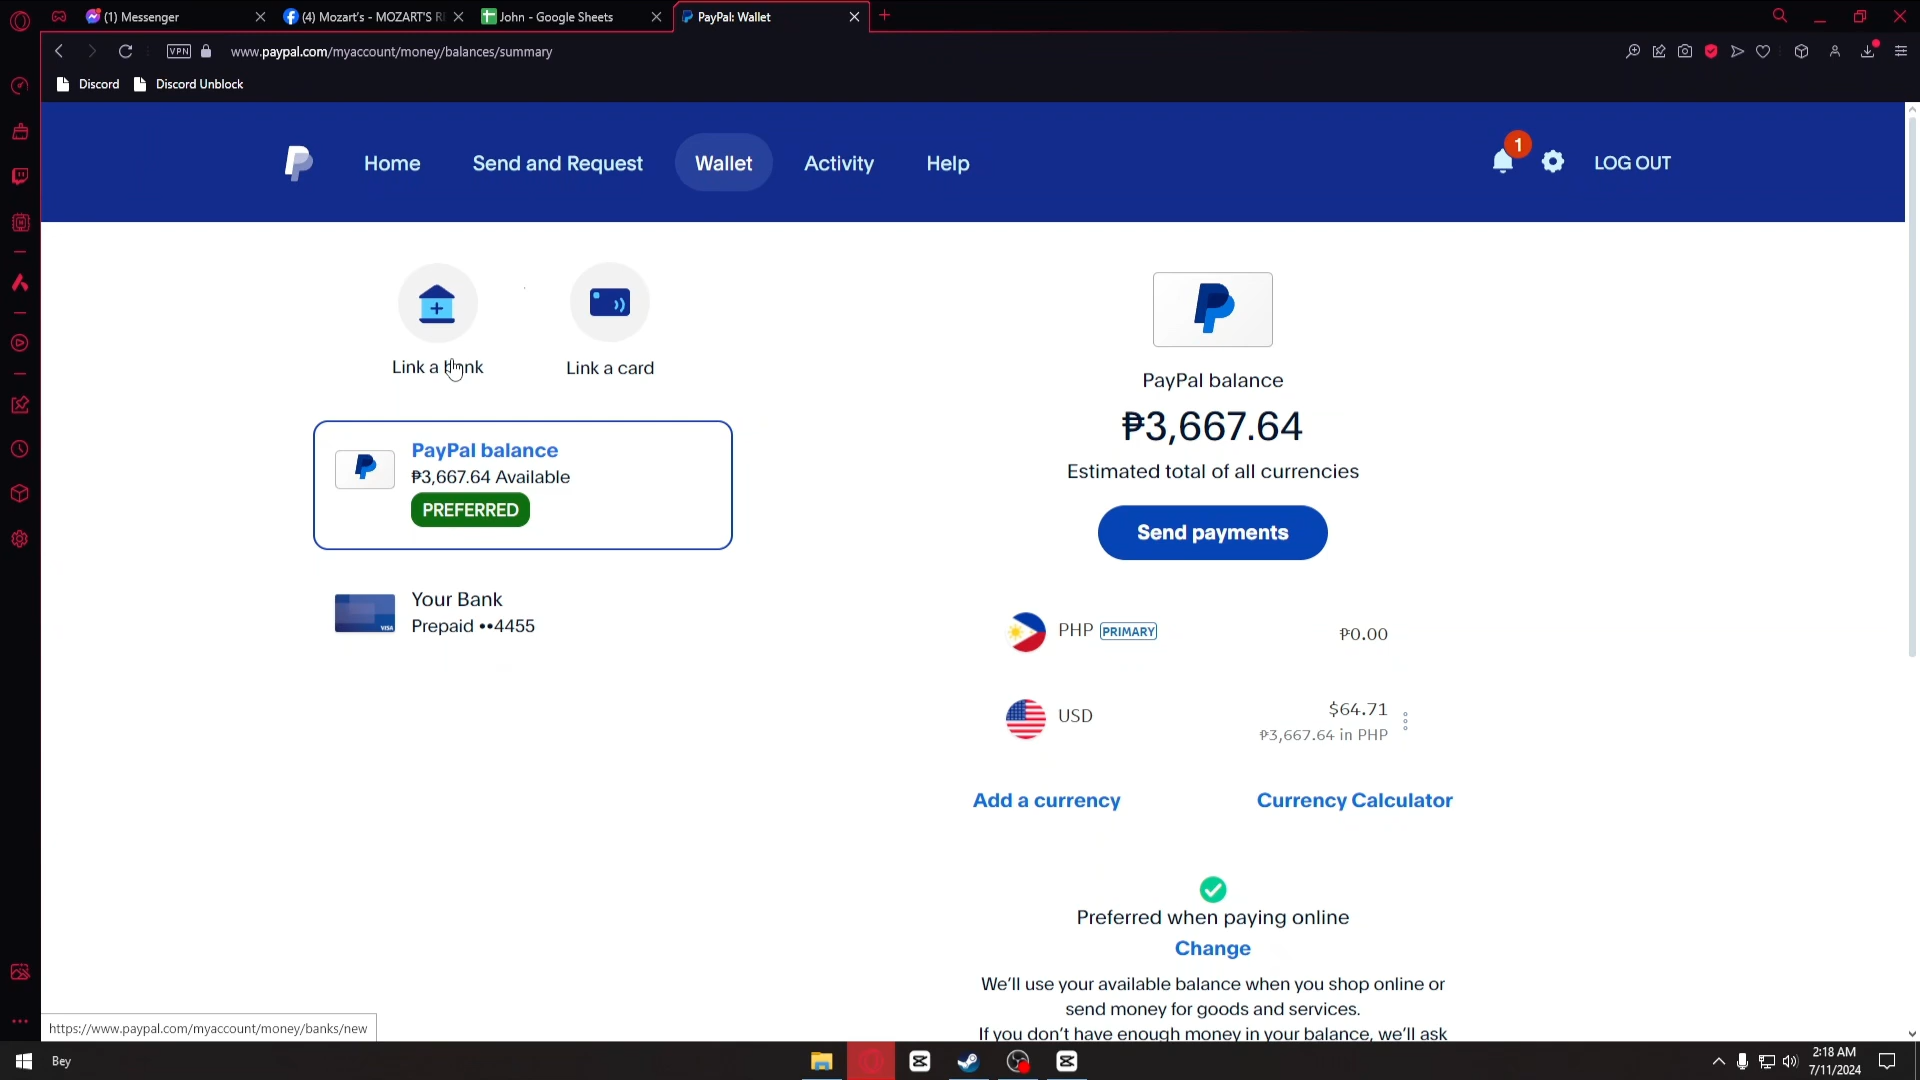 (1) Messenger
(4) Mozart's - MOZART'S RE
John - Google Sheets
PayPal: Wallet
VPN
www.paypal.com/myaccount/money/balances/summary
Discord
Discord Unblock
Home
Send and Request
Wallet
Activity
Help
1
LOG OUT
Link a bank
Link a card
PayPal balance
₱3,667.64 Available
PREFERRED
Your Bank
Prepaid ••4455
VISA
PayPal balance
₱3,667.64
Estimated total of all currencies
Send payments
PHP PRIMARY
₱0.00
USD
$64.71
₱3,667.64 in PHP
Add a currency
Currency Calculator
Preferred when paying online
Change
We'll use your available balance when you shop online or
send money for goods and services.
If you don't have enough money in your balance, we'll ask
https://www.paypal.com/myaccount/money/banks/new
Bey
2:18 AM
7/11/2024